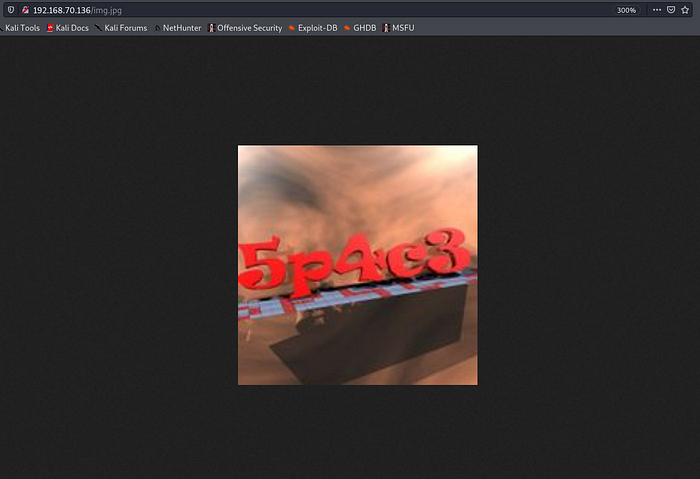 192.168.70.136/img.jpg
300%
Kali Tools Kali Docs Kali Forums NetHunter Offensive Security Exploit-DB GHDB MSFU
5p4c3